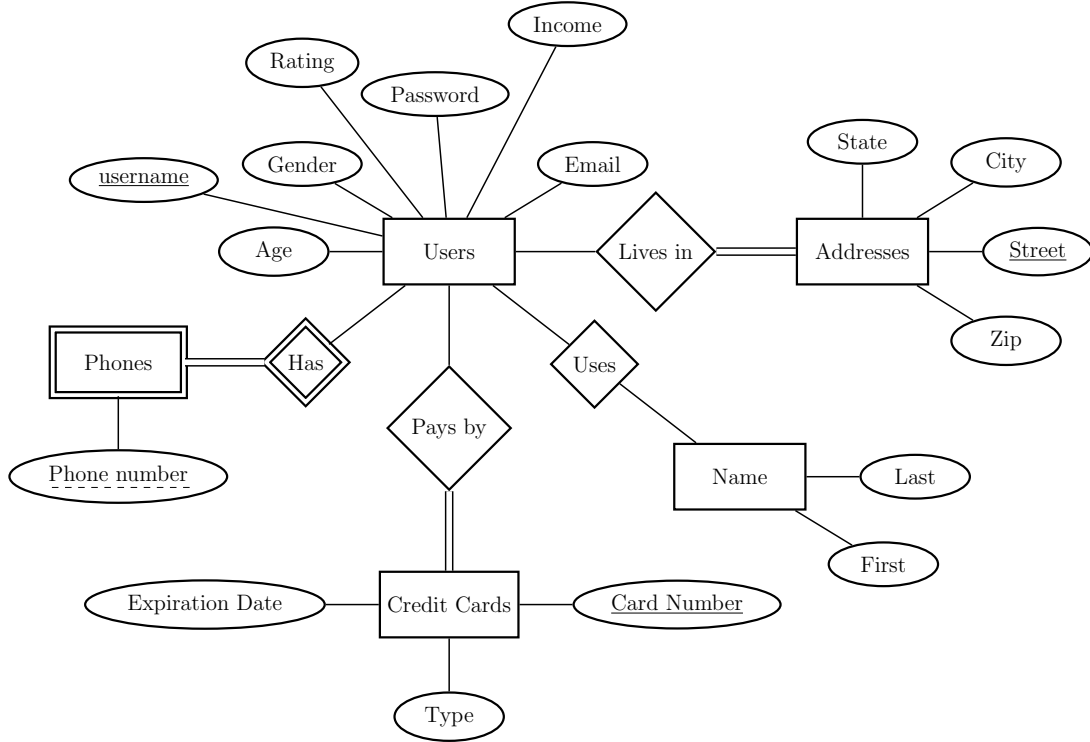 Income
Rating
Password
State
Gender
Email
City
username
Age
Users
Lives in
Addresses
Street
Phones
Has
Uses
Zip
Pays by
Phone number
Name
Last
First
Expiration Date
Credit Cards
Card Number
Type